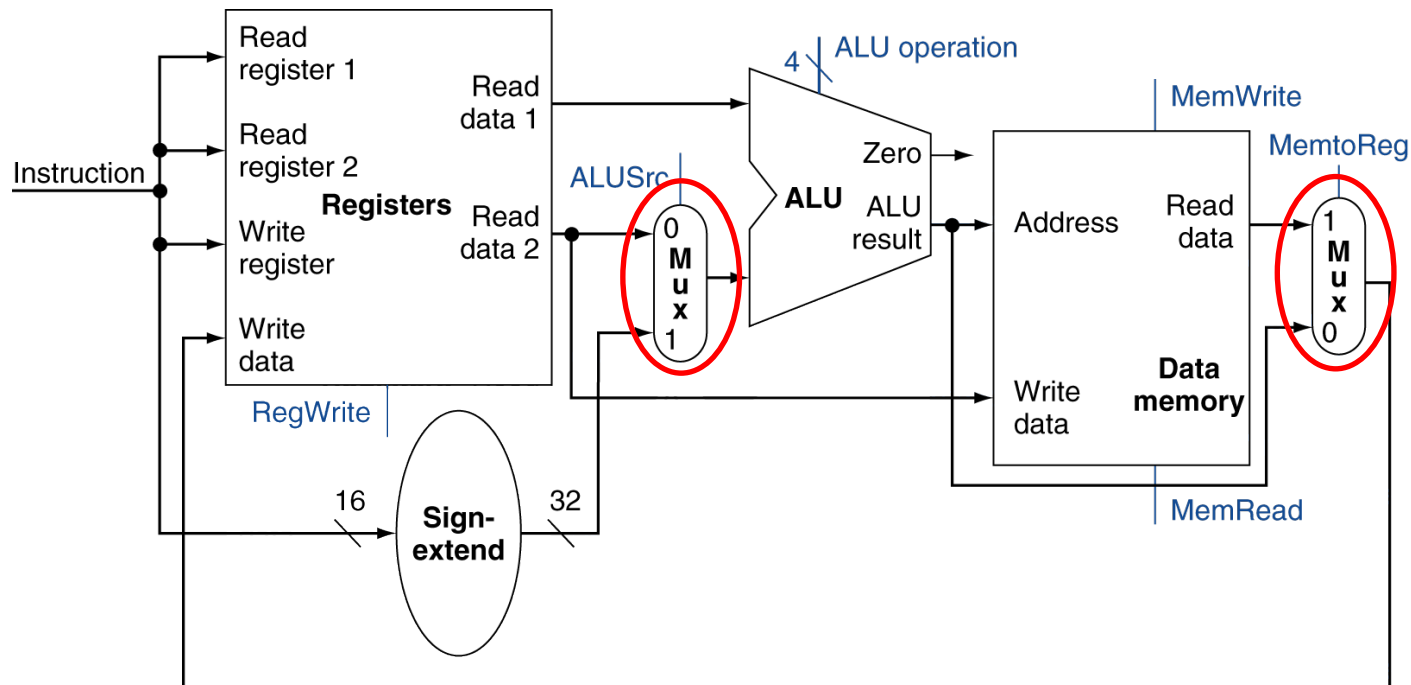 Instruction
Read
register 1
Read
register 2
Write
register
Write
data
Registers
Read
data 1
Read
data 2
RegWrite
16
Sign-
extend
32
ALUSrc
0
M
u
x
1
4
ALU operation
ALU
Zero
ALU
result
MemWrite
Address
Read
data
Write
data
Data
memory
MemRead
MemtoReg
1
M
u
x
0